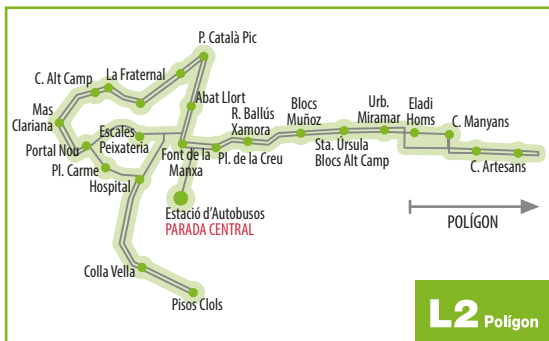 P. Català Pic
La Fraternal
C. Alt Camp
Abat Llort
Mas
Clariana
Escales
Peixateria
Portal Nou
Pl. Carme
Hospital
Font de la
Manxa
R. Ballús
Xamora
Pl. de la Creu
Blocs
Muñoz
Sta. Úrsula
Blocs Alt Camp
Urb.
Miramar
Eladi
Homs
C. Manyans
C. Artesans
Estació d'Autobusos
PARADA CENTRAL
POLÍGON
Colla Vella
Pisos Clols
L2 Polígon